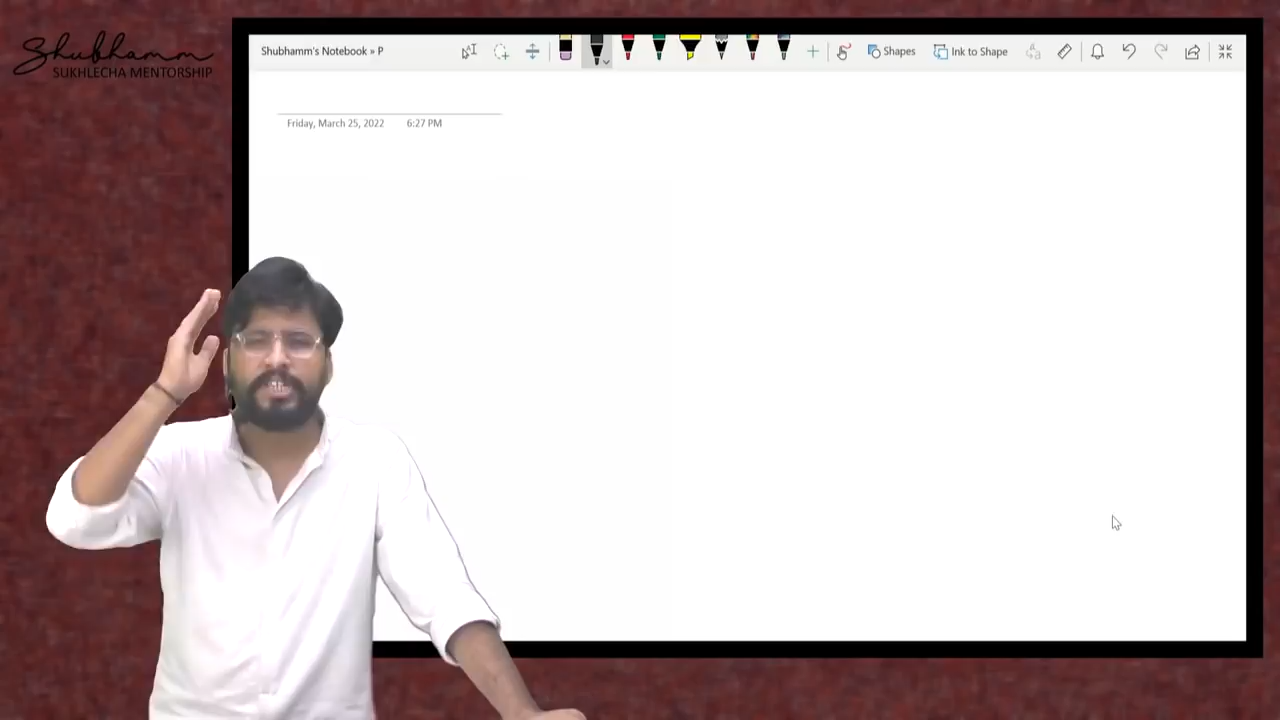 Shubhamm
SUKHLECHA MENTORSHIP
Shubhamm's Notebook » P
Shapes
Ink to Shape
Friday, March 25, 2022 6:27 PM